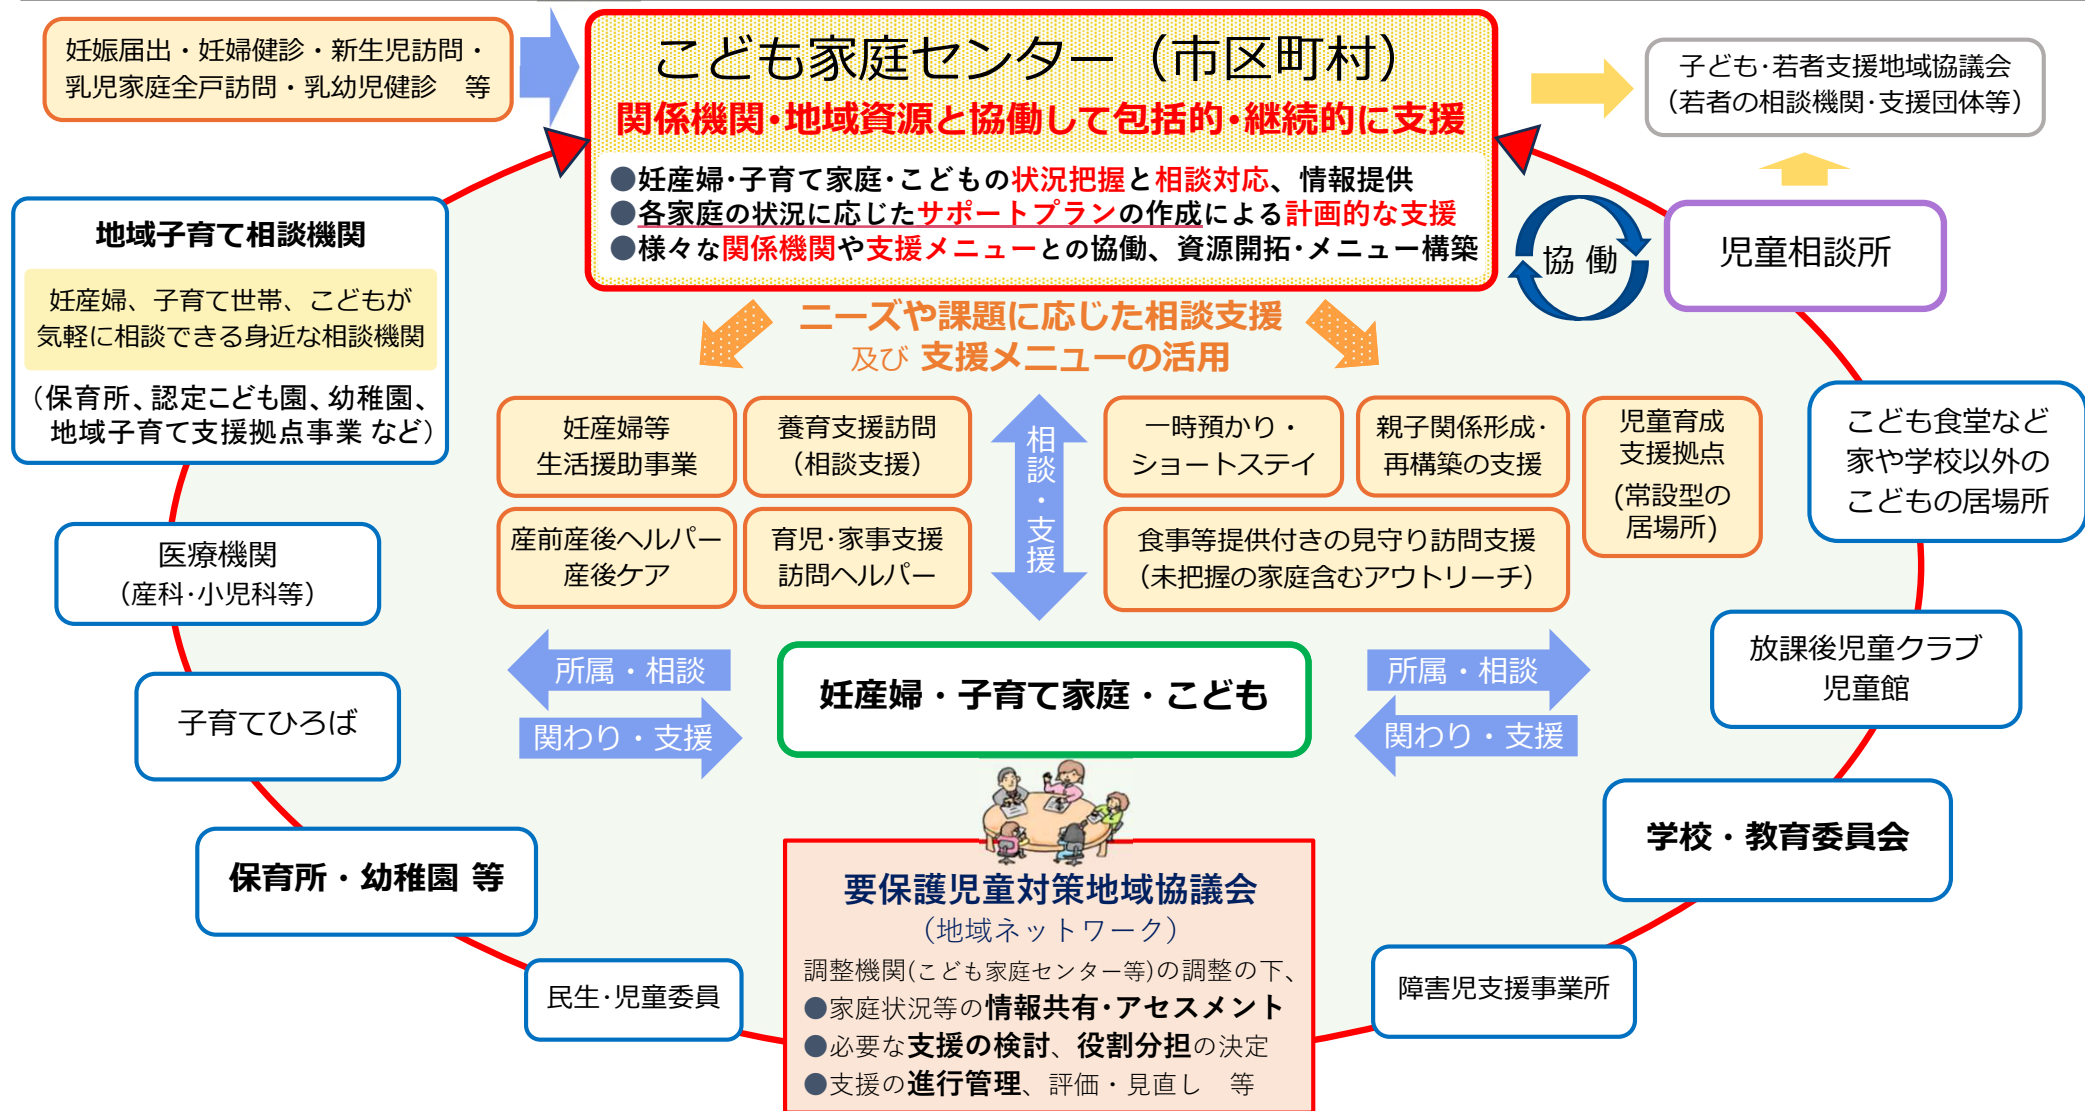 妊娠届出・妊婦健診・新生児訪問・
乳児家庭全戸訪問・乳幼児健診　等
こども家庭センター（市区町村）
関係機関・地域資源と協働して包括的・継続的に支援
●妊産婦・子育て家庭・こどもの状況把握と相談対応、情報提供
●各家庭の状況に応じたサポートプランの作成による計画的な支援
●様々な関係機関や支援メニューとの協働、資源開拓・メニュー構築
子ども・若者支援地域協議会
（若者の相談機関・支援団体等）
協働
児童相談所
地域子育て相談機関
妊産婦、子育て世帯、こどもが
気軽に相談できる身近な相談機関
（保育所、認定こども園、幼稚園、
地域子育て支援拠点事業 など）
ニーズや課題に応じた相談支援
及び 支援メニューの活用
妊産婦等
生活援助事業
養育支援訪問
（相談支援）
産前産後ヘルパー
産後ケア
育児・家事支援
訪問ヘルパー
相談・支援
一時預かり・
ショートステイ
親子関係形成・
再構築の支援
児童育成
支援拠点
(常設型の
居場所)
食事等提供付きの見守り訪問支援
（未把握の家庭含むアウトリーチ）
こども食堂など
家や学校以外の
こどもの居場所
医療機関
（産科・小児科等）
所属・相談
関わり・支援
妊産婦・子育て家庭・こども
所属・相談
関わり・支援
放課後児童クラブ
児童館
子育てひろば
学校・教育委員会
保育所・幼稚園 等
要保護児童対策地域協議会
（地域ネットワーク）
調整機関(こども家庭センター等)の調整の下、
●家庭状況等の情報共有・アセスメント
●必要な支援の検討、役割分担の決定
●支援の進行管理、評価・見直し　等
民生・児童委員
障害児支援事業所